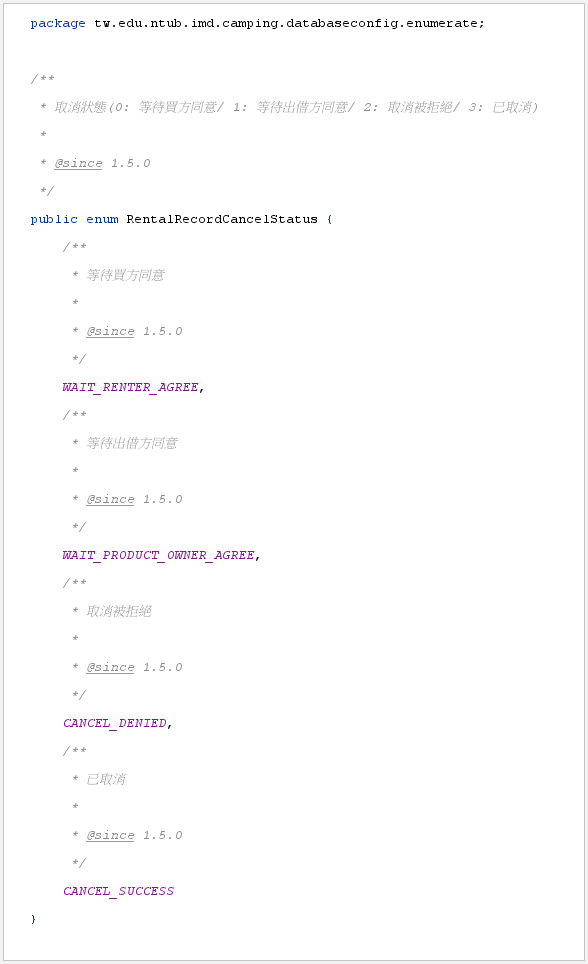 package tw.edu.ntub.imd.camping.databaseconfig.enumerate;
/**
* 取消狀態(0: 等待買方同意/ 1: 等待出借方同意/ 2: 取消被拒絕/ 3: 已取消)
*
* @since 1.5.0
*/
public enum RentalRecordCancelStatus {
/**
* 等待買方同意
*
* @since 1.5.0
*/
WAIT_RENTER_AGREE,
/**
* 等待出借方同意
*
* @since 1.5.0
*/
WAIT_PRODUCT_OWNER_AGREE,
/**
* 取消被拒絕
*
* @since 1.5.0
*/
CANCEL_DENIED,
/**
* 已取消
*
* @since 1.5.0
*/
CANCEL_SUCCESS
}